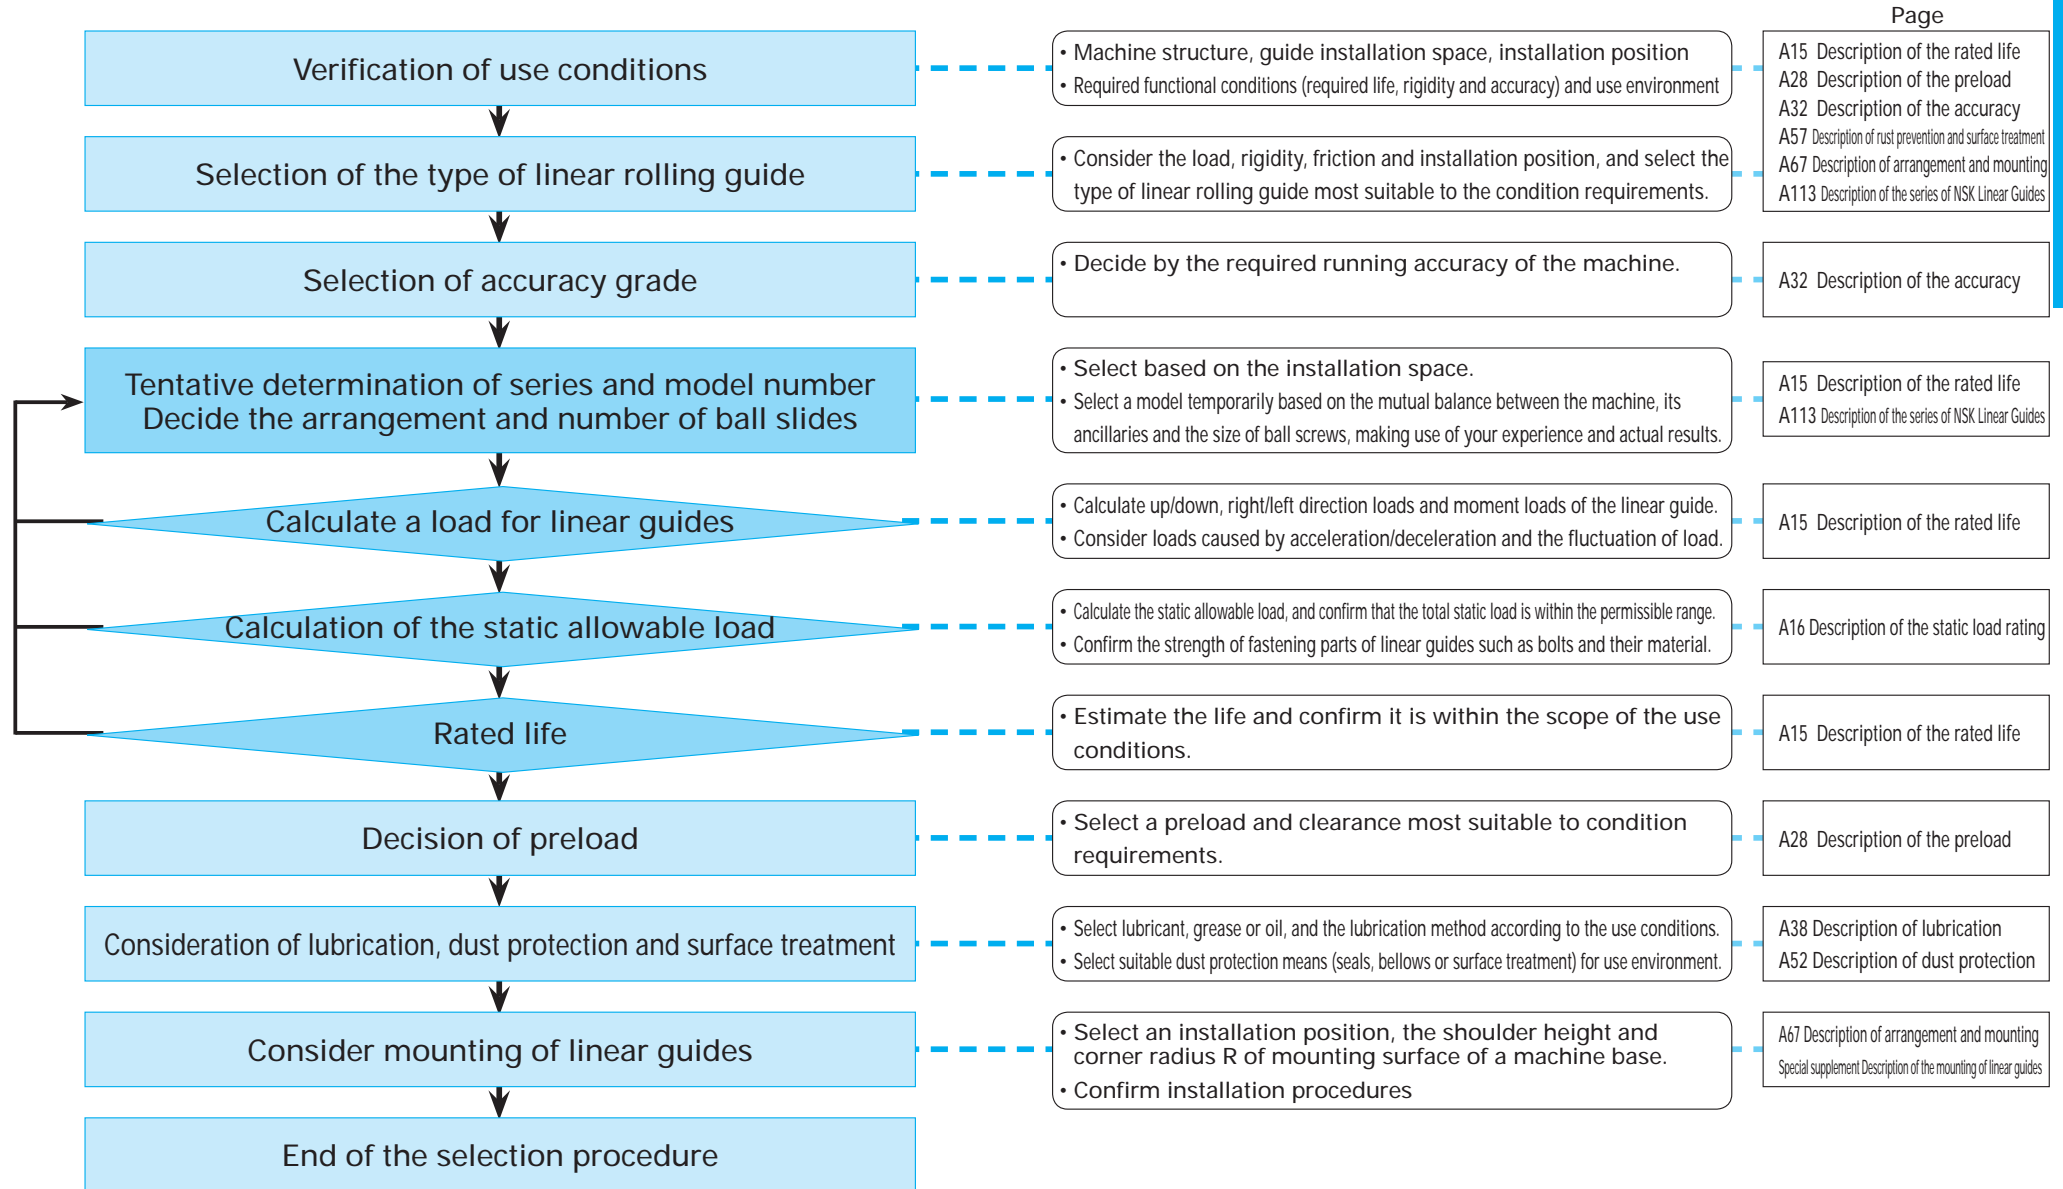 Page
Verification of use conditions
• Machine structure, guide installation space, installation position
• Required functional conditions (required life, rigidity and accuracy) and use environment
A15 Description of the rated life
A28 Description of the preload
A32 Description of the accuracy
A57 Description of rust prevention and surface treatment
A67 Description of arrangement and mounting
A113 Description of the series of NSK Linear Guides
Selection of the type of linear rolling guide
• Consider the load, rigidity, friction and installation position, and select the
type of linear rolling guide most suitable to the condition requirements.
Selection of accuracy grade
• Decide by the required running accuracy of the machine.
A32 Description of the accuracy
Tentative determination of series and model number
Decide the arrangement and number of ball slides
• Select based on the installation space.
• Select a model temporarily based on the mutual balance between the machine, its
ancillaries and the size of ball screws, making use of your experience and actual results.
A15 Description of the rated life
A113 Description of the series of NSK Linear Guides
Calculate a load for linear guides
• Calculate up/down, right/left direction loads and moment loads of the linear guide.
• Consider loads caused by acceleration/deceleration and the fluctuation of load.
A15 Description of the rated life
Calculation of the static allowable load
• Calculate the static allowable load, and confirm that the total static load is within the permissible range.
• Confirm the strength of fastening parts of linear guides such as bolts and their material.
A16 Description of the static load rating
Rated life
• Estimate the life and confirm it is within the scope of the use
conditions.
A15 Description of the rated life
Decision of preload
• Select a preload and clearance most suitable to condition
requirements.
A28 Description of the preload
Consideration of lubrication, dust protection and surface treatment
• Select lubricant, grease or oil, and the lubrication method according to the use conditions.
• Select suitable dust protection means (seals, bellows or surface treatment) for use environment.
A38 Description of lubrication
A52 Description of dust protection
Consider mounting of linear guides
• Select an installation position, the shoulder height and
corner radius R of mounting surface of a machine base.
• Confirm installation procedures
A67 Description of arrangement and mounting
Special supplement Description of the mounting of linear guides
End of the selection procedure